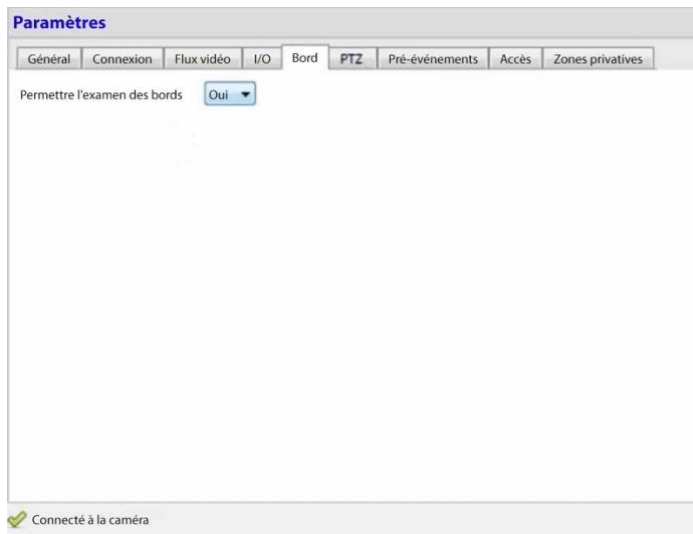 Paramètres
Général Connexion Flux vidéo I/O Bord PTZ Pré-événements Accès Zones privatives
Permettre l'examen des bords Oui
Connecté à la caméra